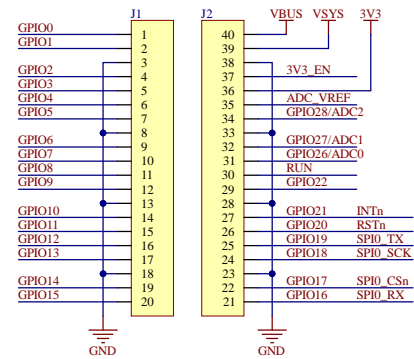 J1 J2 VBUS VSYS 3V3
GPIO0 1 40
GPIO1 2 39
3 38
GPIO2 4 37 3V3_EN
GPIO3 5 36
GPIO4 6 35 ADC_VREF
GPIO5 7 34 GPIO28/ADC2
8 33
GPIO6 9 32 GPIO27/ADC1
GPIO7 10 31 GPIO26/ADC0
GPIO8 11 30 RUN
GPIO9 12 29 GPIO22
13 28
GPIO10 14 27 GPIO21 INTn
GPIO11 15 26 GPIO20 RSTn
GPIO12 16 25 GPIO19 SPI0_TX
GPIO13 17 24 GPIO18 SPI0_SCK
18 23
GPIO14 19 22 GPIO17 SPI0_CSn
GPIO15 20 21 GPIO16 SPI0_RX
GND GND